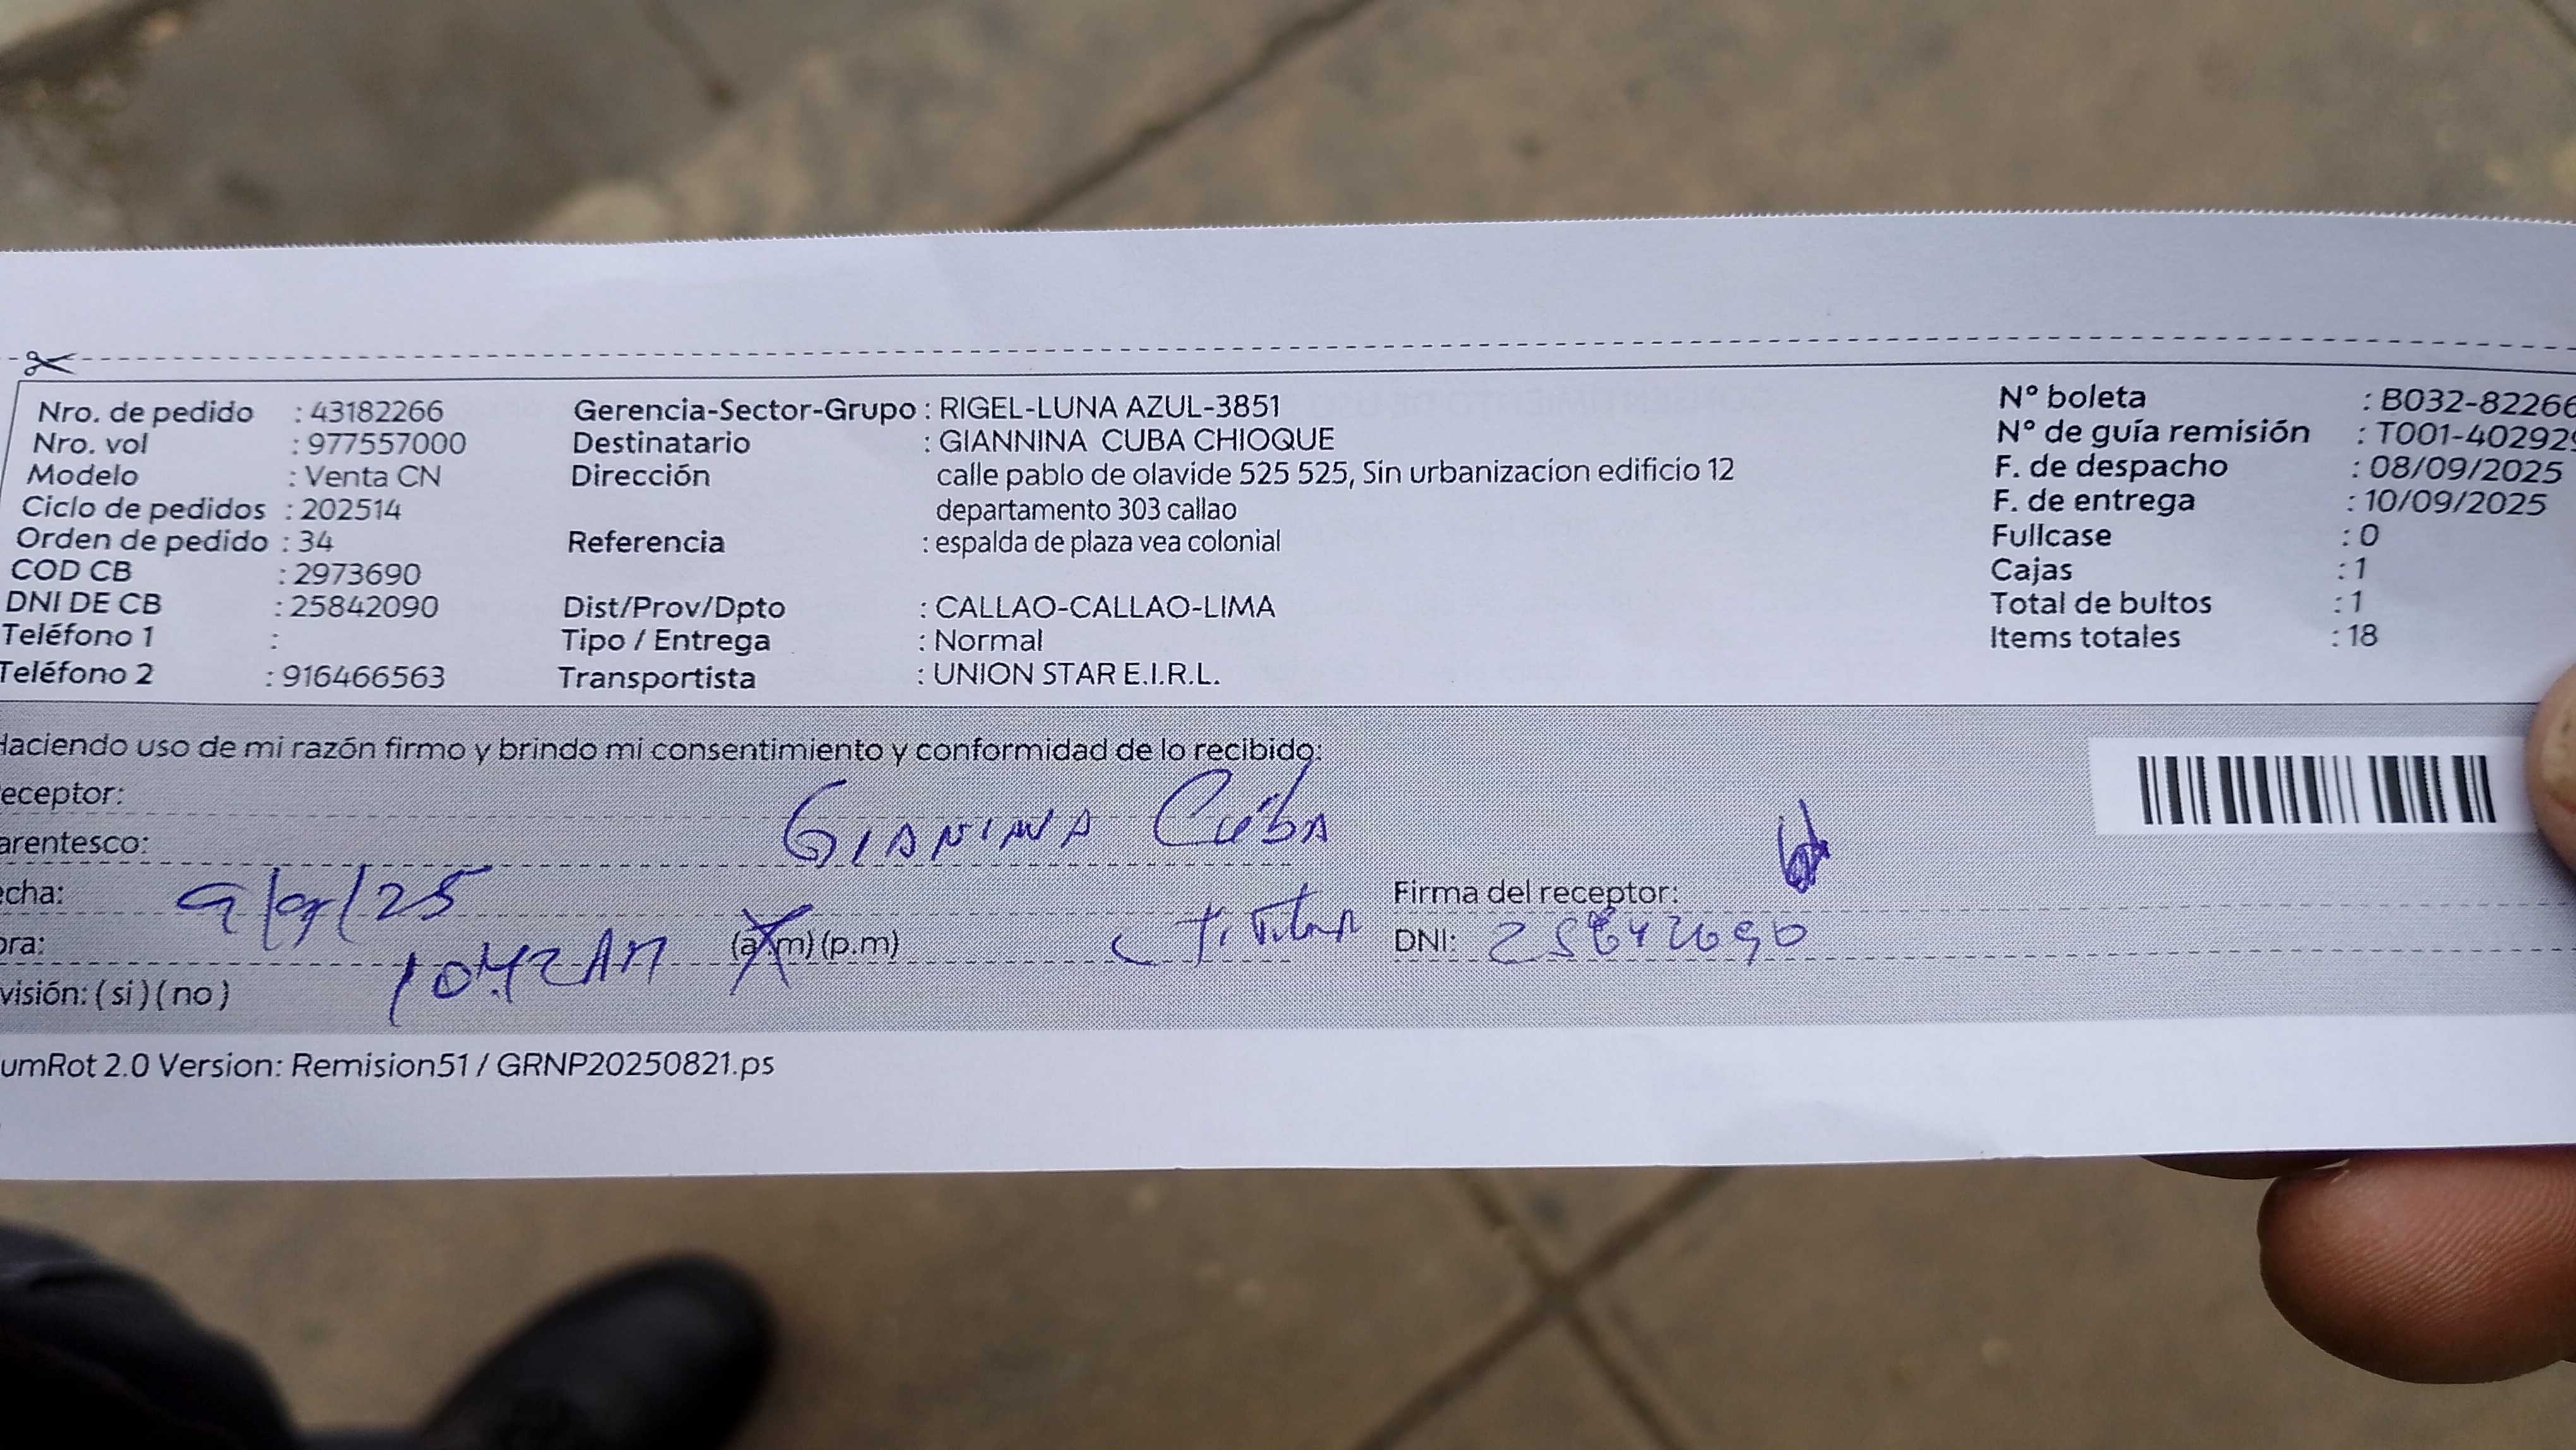 Nro. de pedido : 43182266 Gerencia-Sector-Grupo : RIGEL-LUNA AZUL-3851 N° boleta : B032-82266
Nro. vol : 977557000 Destinatario : GIANNINA CUBA CHIOQUE N° de guía remisión : T001-402929
Modelo : Venta CN Dirección calle pablo de olavide 525 525, Sin urbanizacion edificio 12 F. de despacho : 08/09/2025
Ciclo de pedidos : 202514 departamento 303 callao F. de entrega : 10/09/2025
Orden de pedido : 34 Referencia : espalda de plaza vea colonial Fullcase : 0
COD CB : 2973690 Cajas : 1
DNI DE CB : 25842090 Dist/Prov/Dpto : CALLAO-CALLAO-LIMA Total de bultos : 1
Teléfono 1 : Tipo / Entrega : Normal Items totales : 18
Teléfono 2 : 916466563 Transportista : UNION STAR E.I.R.L.
Haciendo uso de mi razón firmo y brindo mi consentimiento y conformidad de lo recibido:
eceptor: GIANINA CUBA
arentesco:
echa: 9/09/25 Titular Firma del receptor:
ora: 10:42 AM (a.m) (p.m) DNI: 25842090
visión: ( si ) ( no )
umRot 2.0 Version: Remision51 / GRNP20250821.ps